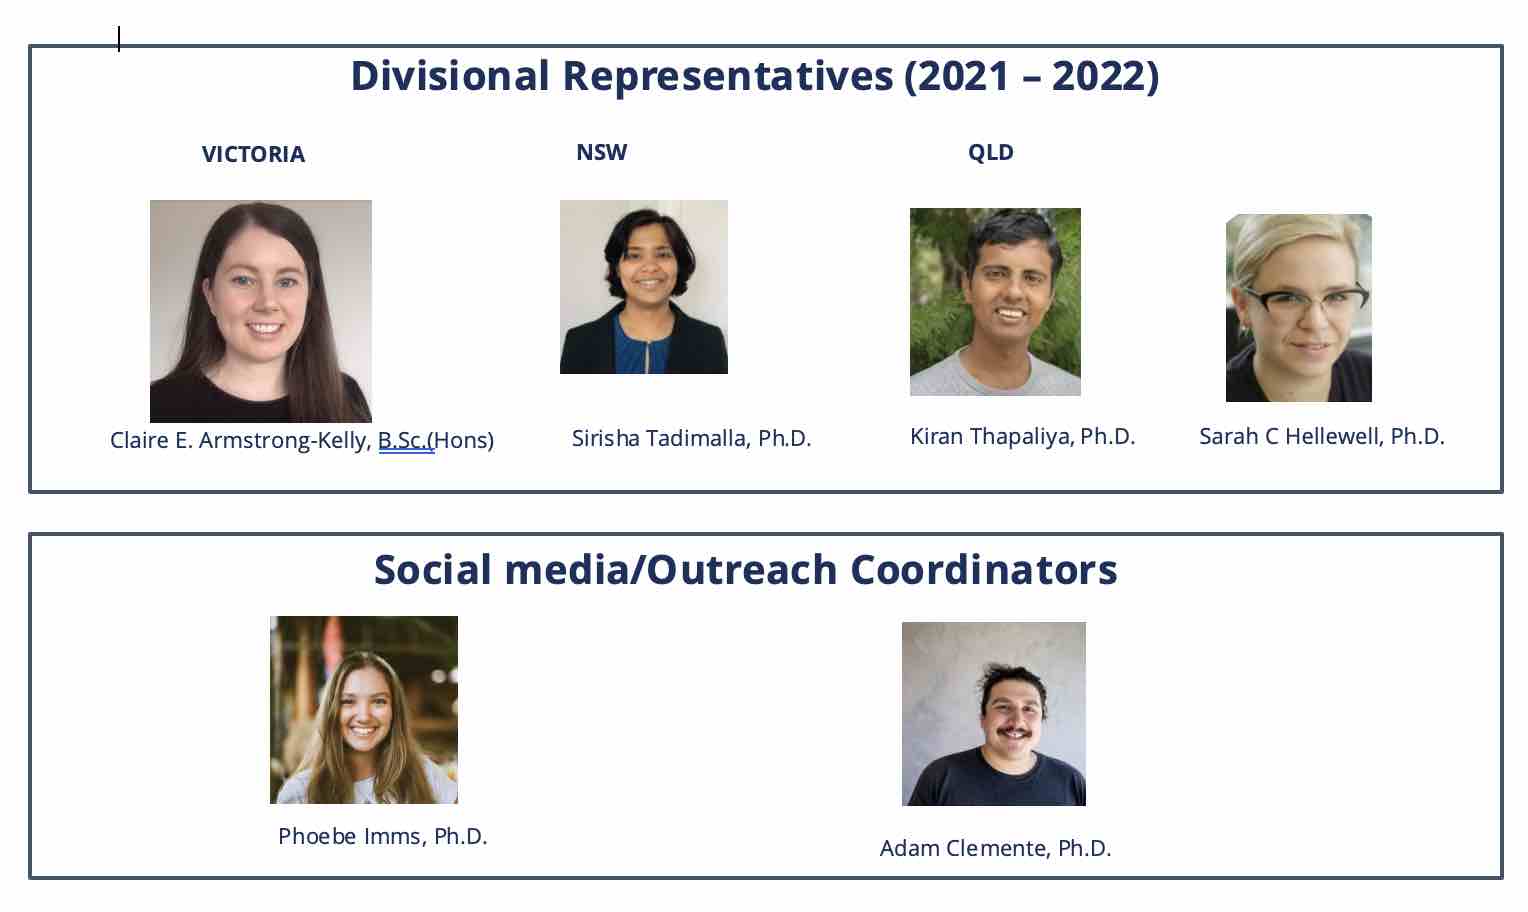 Divisional Representatives (2021 – 2022)
VICTORIA
NSW
QLD
Claire E. Armstrong-Kelly, B.Sc.(Hons)
Sirisha Tadimalla, Ph.D.
Kiran Thapaliya, Ph.D.
Sarah C Hellewell, Ph.D.
Social media/Outreach Coordinators
Phoebe Imms, Ph.D.
Adam Clemente, Ph.D.